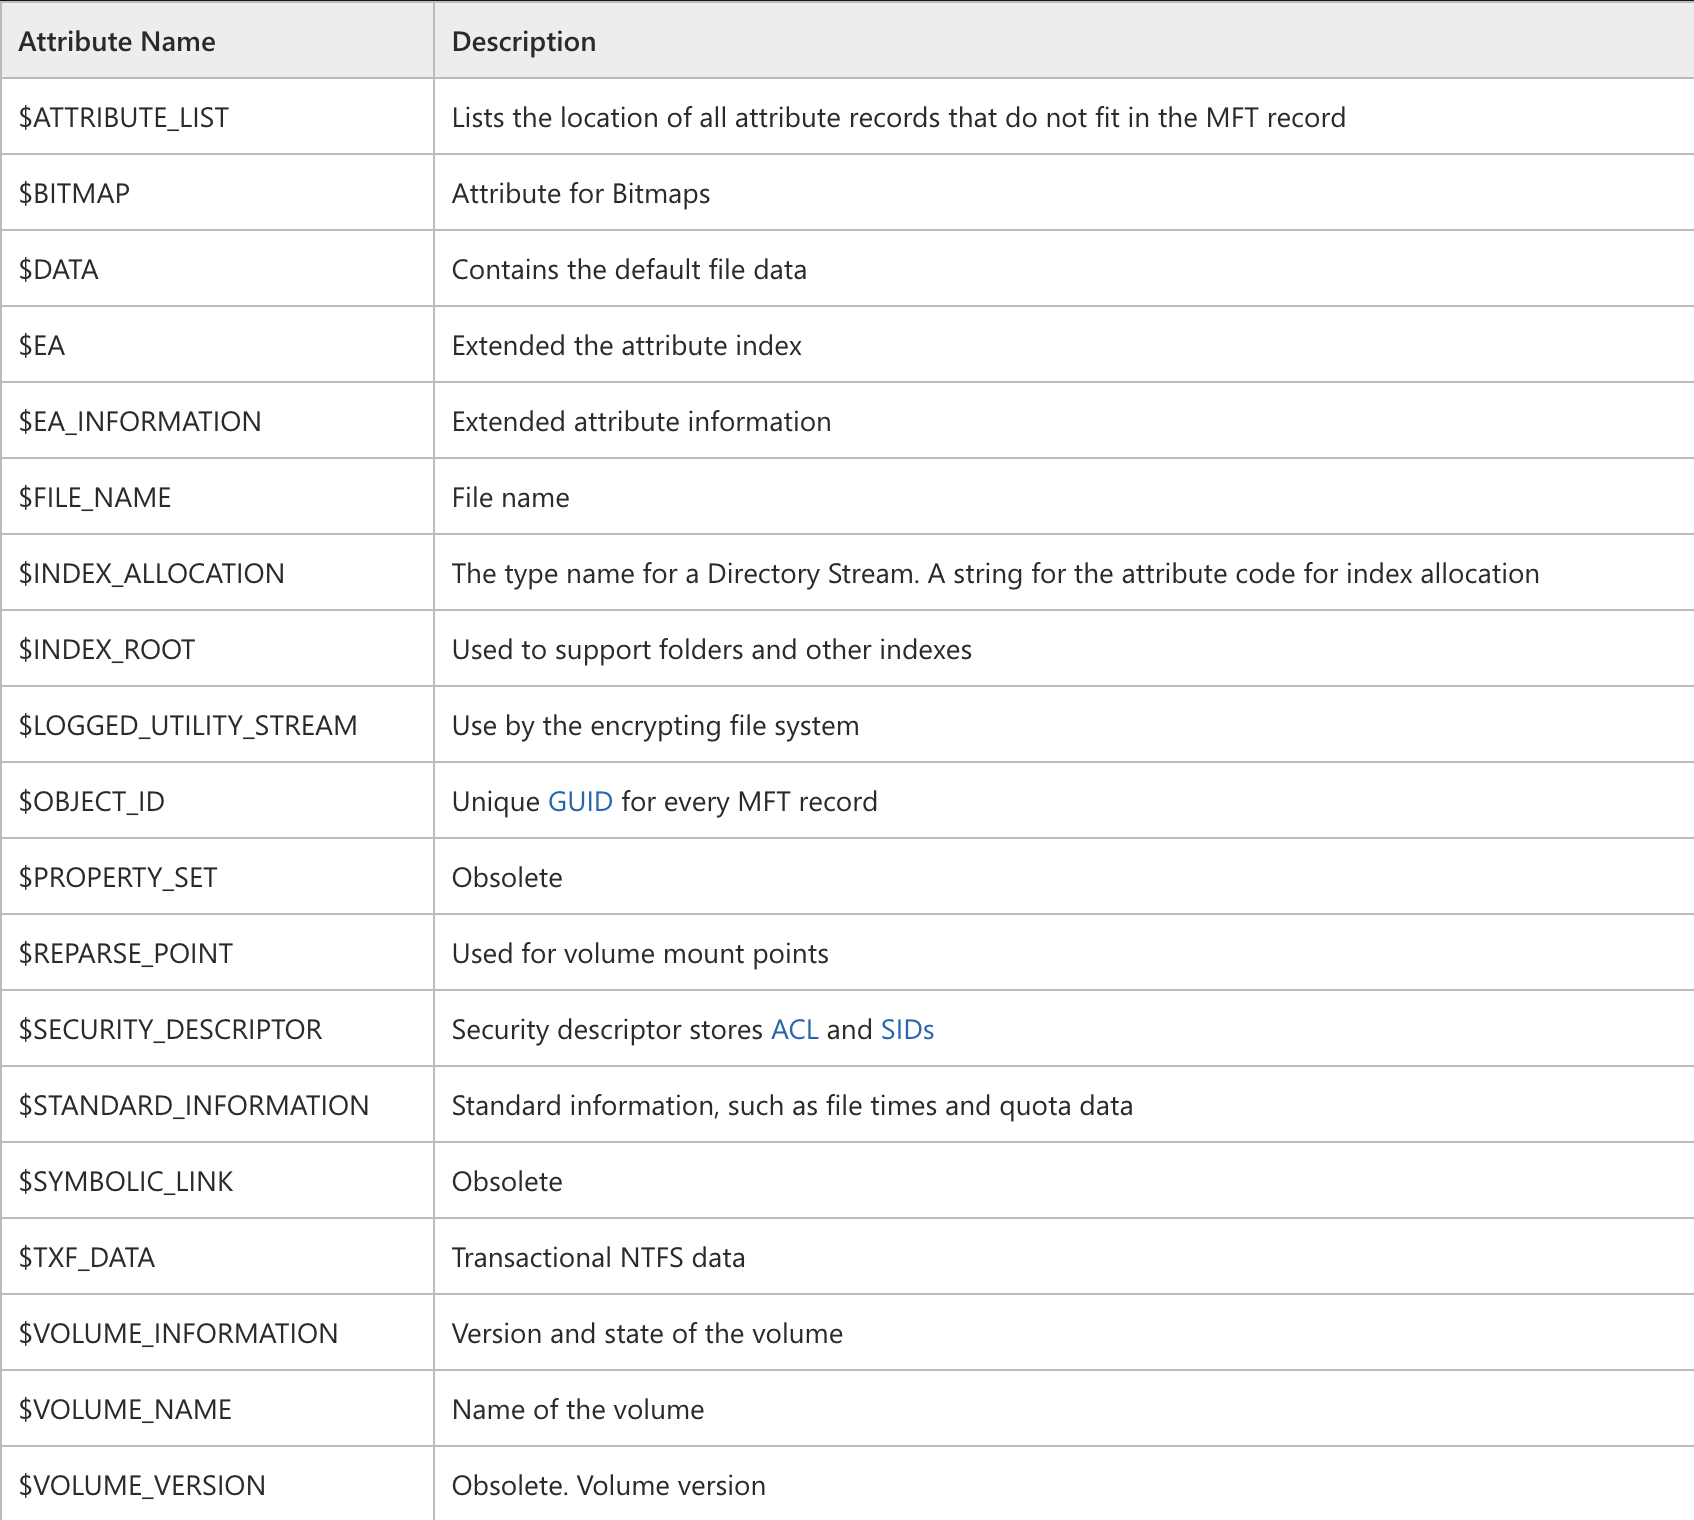 Attribute Name Description
$ATTRIBUTE_LIST Lists the location of all attribute records that do not fit in the MFT record
$BITMAP Attribute for Bitmaps
$DATA Contains the default file data
$EA Extended the attribute index
$EA_INFORMATION Extended attribute information
$FILE_NAME File name
$INDEX_ALLOCATION The type name for a Directory Stream. A string for the attribute code for index allocation
$INDEX_ROOT Used to support folders and other indexes
$LOGGED_UTILITY_STREAM Use by the encrypting file system
$OBJECT_ID Unique GUID for every MFT record
$PROPERTY_SET Obsolete
$REPARSE_POINT Used for volume mount points
$SECURITY_DESCRIPTOR Security descriptor stores ACL and SIDs
$STANDARD_INFORMATION Standard information, such as file times and quota data
$SYMBOLIC_LINK Obsolete
$TXF_DATA Transactional NTFS data
$VOLUME_INFORMATION Version and state of the volume
$VOLUME_NAME Name of the volume
$VOLUME_VERSION Obsolete. Volume version